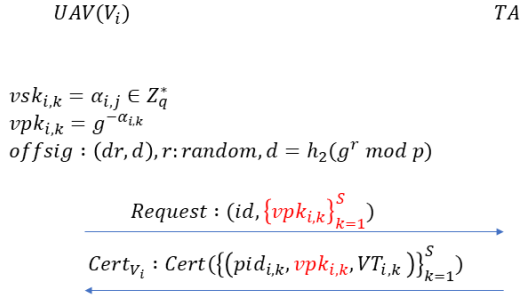 UAV(V_i) TA
vsk_{i,k} = α_{i,j} ∈ Z_q^*
vpk_{i,k} = g^{-α_{i,k}}
offsig : (dr, d), r: random, d = h_2(g^r mod p)
Request : (id, {vpk_{i,k}}_{k=1}^S)
Cert_{V_i} : Cert({(pid_{i,k}, vpk_{i,k}, VT_{i,k})}_{k=1}^S)